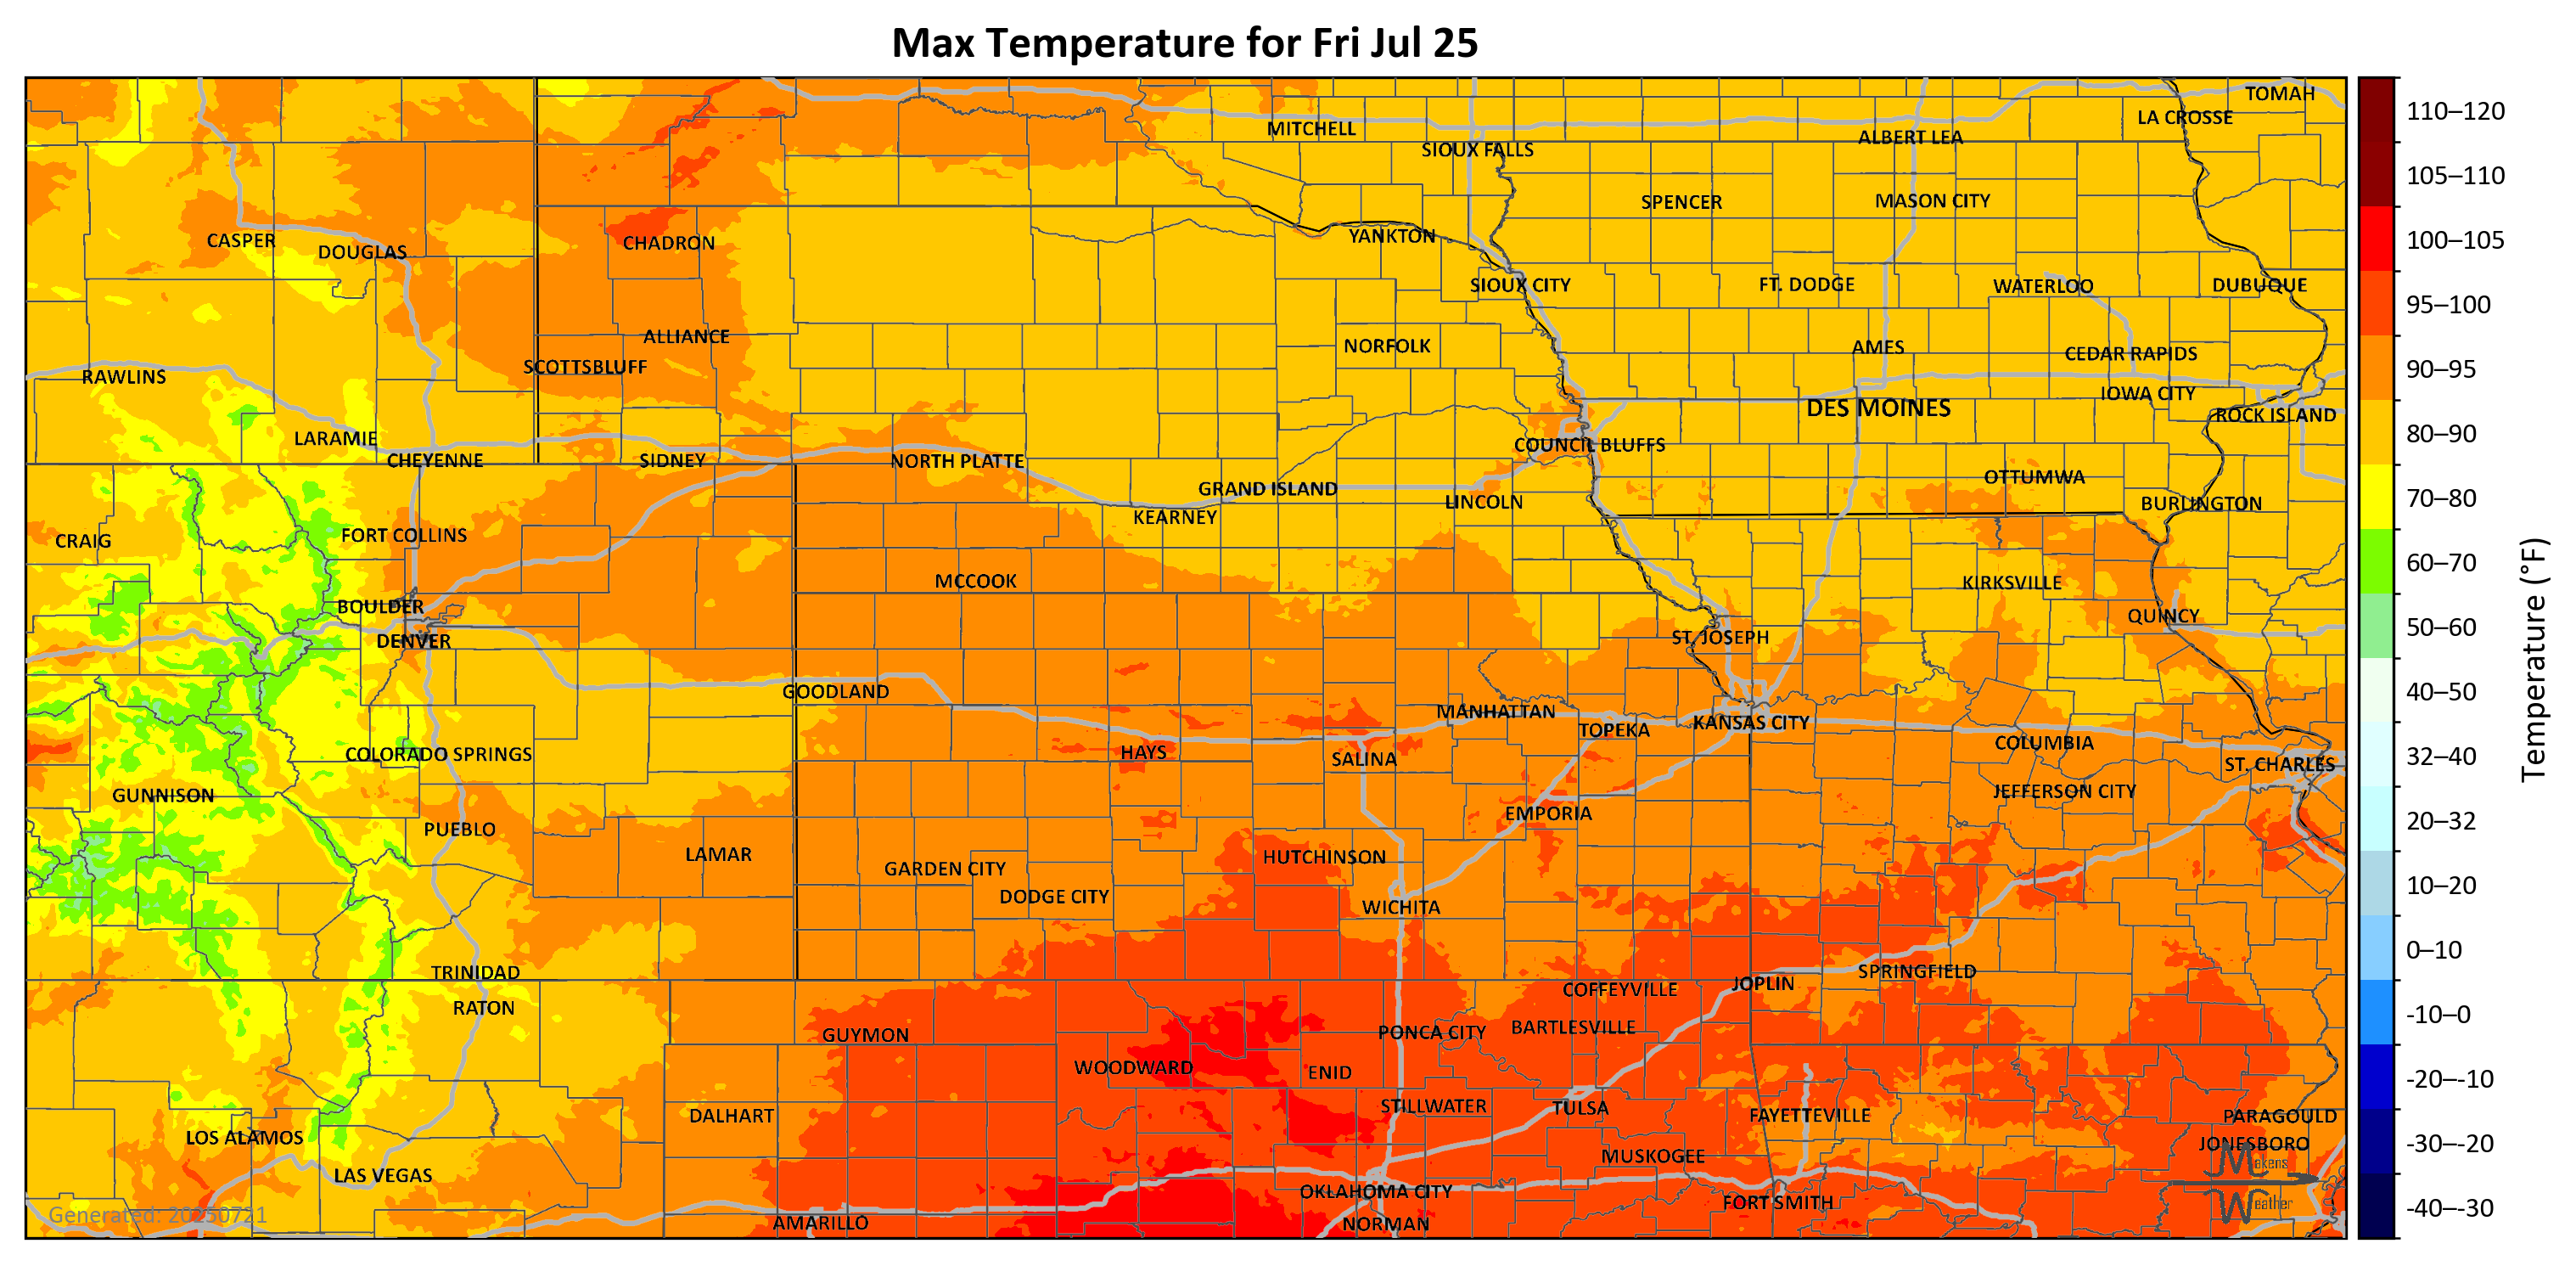 Max Temperature for Fri Jul 25
TOMAH
LA CROSSE
MITCHELL
ALBERT LEA
SIOUX FALLS
SPENCER
MASON CITY
CASPER
DOUGLAS
CHADRON
YANKTON
SIOUX CITY
FT. DODGE
WATERLOO
DUBUQUE
ALLIANCE
NORFOLK
AMES
CEDAR RAPIDS
SCOTTSBLUFF
RAWLINS
IOWA CITY
DES MOINES
ROCK ISLAND
LARAMIE
COUNCIL BLUFFS
CHEYENNE
SIDNEY
NORTH PLATTE
OTTUMWA
GRAND ISLAND
LINCOLN
BURLINGTON
KEARNEY
FORT COLLINS
CRAIG
MCCOOK
KIRKSVILLE
BOULDER
QUINCY
DENVER
ST. JOSEPH
GOODLAND
MANHATTAN
KANSAS CITY
TOPEKA
COLUMBIA
COLORADO SPRINGS
HAYS
SALINA
ST. CHARLES
GUNNISON
JEFFERSON CITY
EMPORIA
PUEBLO
LAMAR
HUTCHINSON
GARDEN CITY
DODGE CITY
WICHITA
TRINIDAD
SPRINGFIELD
JOPLIN
COFFEYVILLE
RATON
GUYMON
PONCA CITY
BARTLESVILLE
WOODWARD
ENID
STILLWATER
TULSA
DALHART
FAYETTEVILLE
PARAGOULD
LOS ALAMOS
JONESBORO
MUSKOGEE
LAS VEGAS
OKLAHOMA CITY
FORT SMITH
AMARILLO
NORMAN
Makens
Weather
Generated: 20250721
110–120
105–110
100–105
95–100
90–95
80–90
70–80
60–70
50–60
40–50
32–40
20–32
10–20
0–10
-10–0
-20–-10
-30–-20
-40–-30
Temperature (°F)